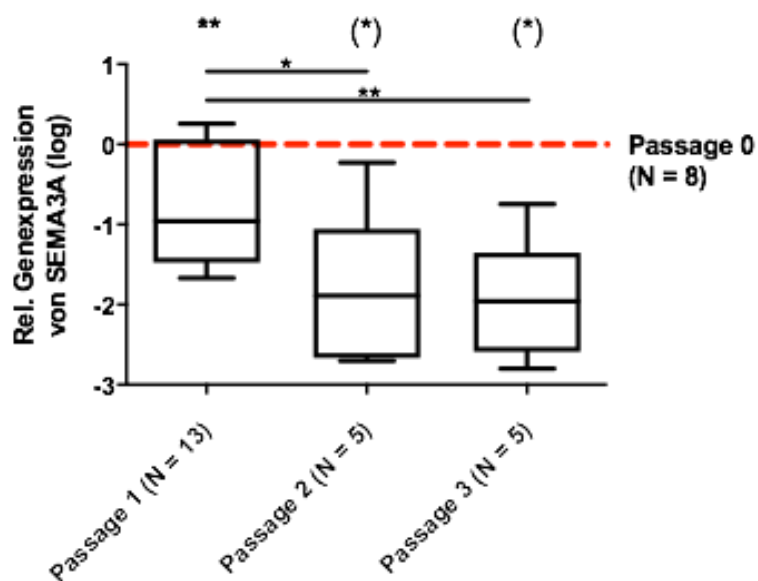 ** (*) (*)
*
**
1
0
-1
-2
-3
Rel. Genexpression
von SEMA3A (log)
Passage 0
(N = 8)
Passage 1 (N = 13)
Passage 2 (N = 5)
Passage 3 (N = 5)